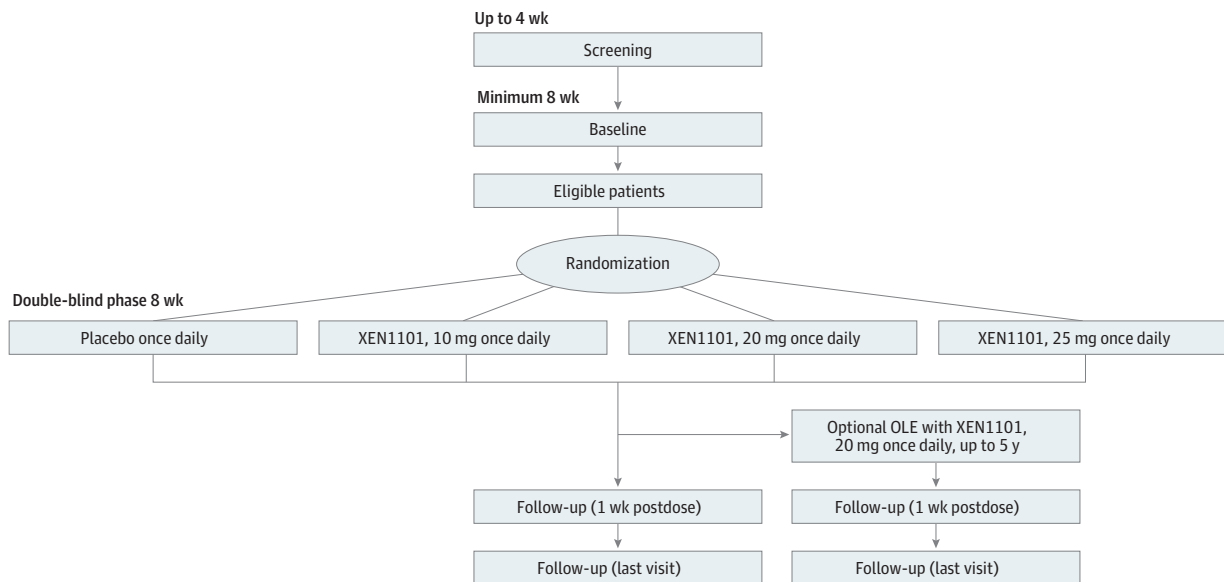 Up to 4 wk
Screening
Minimum 8 wk
Baseline
Eligible patients
Randomization
Double-blind phase 8 wk
Placebo once daily
XEN1101, 10 mg once daily
XEN1101, 20 mg once daily
XEN1101, 25 mg once daily
Optional OLE with XEN1101,
20 mg once daily, up to 5 y
Follow-up (1 wk postdose)
Follow-up (1 wk postdose)
Follow-up (last visit)
Follow-up (last visit)